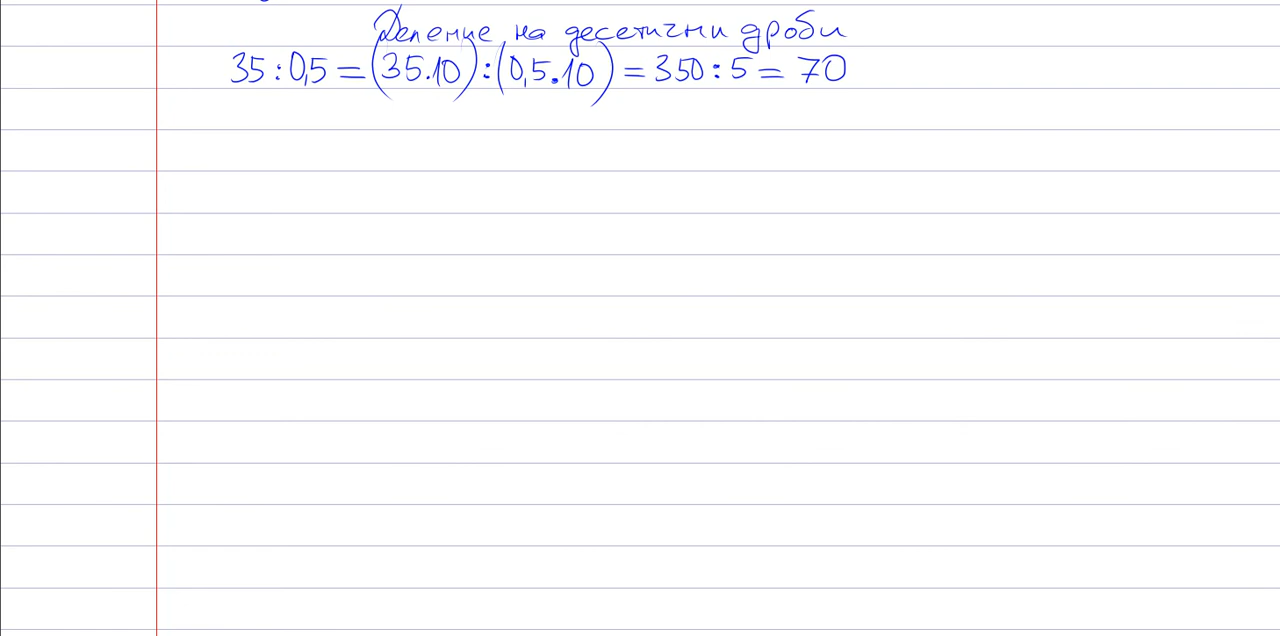 Деление на десетични дроби
35 : 0,5 = (35.10) : (0,5.10) = 350 : 5 = 70